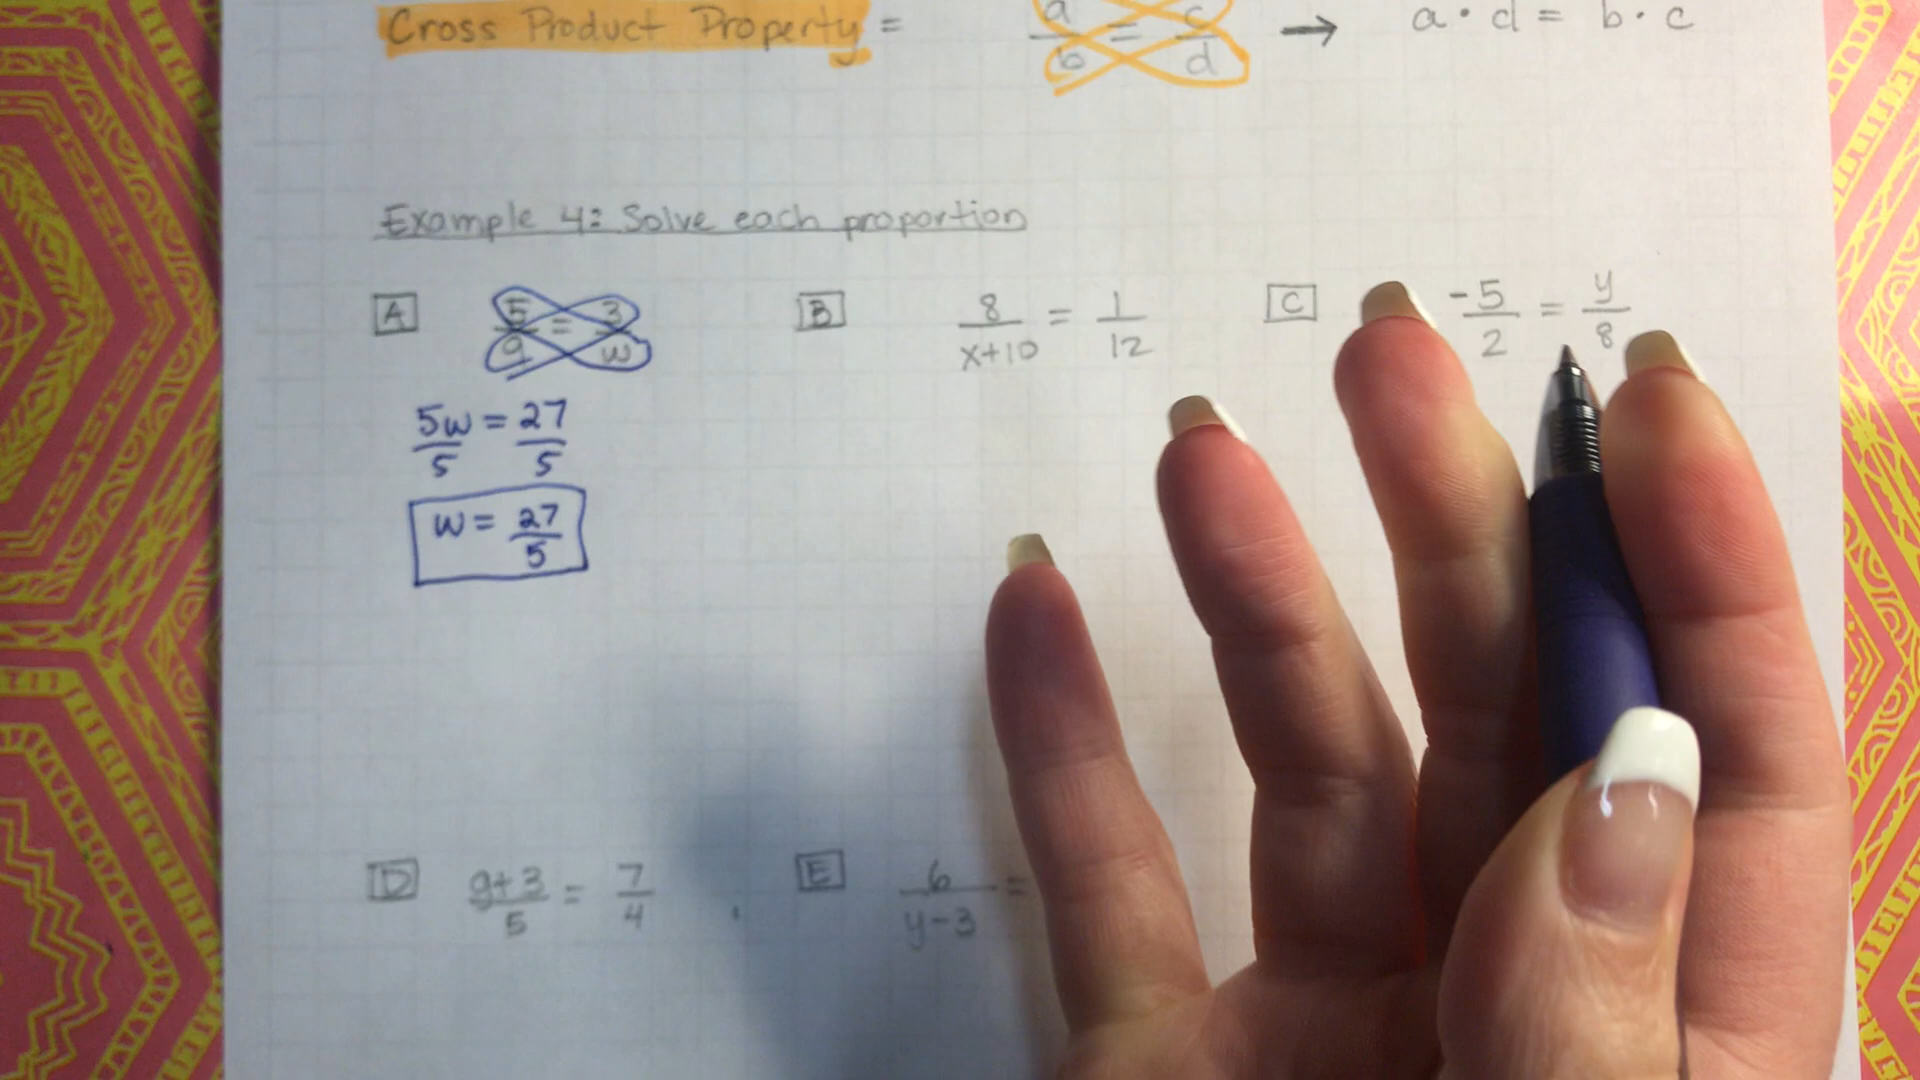 Cross Product Property = a/b = c/d → a · d = b · c
Example 4: Solve each proportion
A 5/9 = 3/w
5w/5 = 27/5
w = 27/5
B 8/x+10 = 1/12
C -5/2 = y/8
D g+3/5 = 7/4
E 6/y-3 =